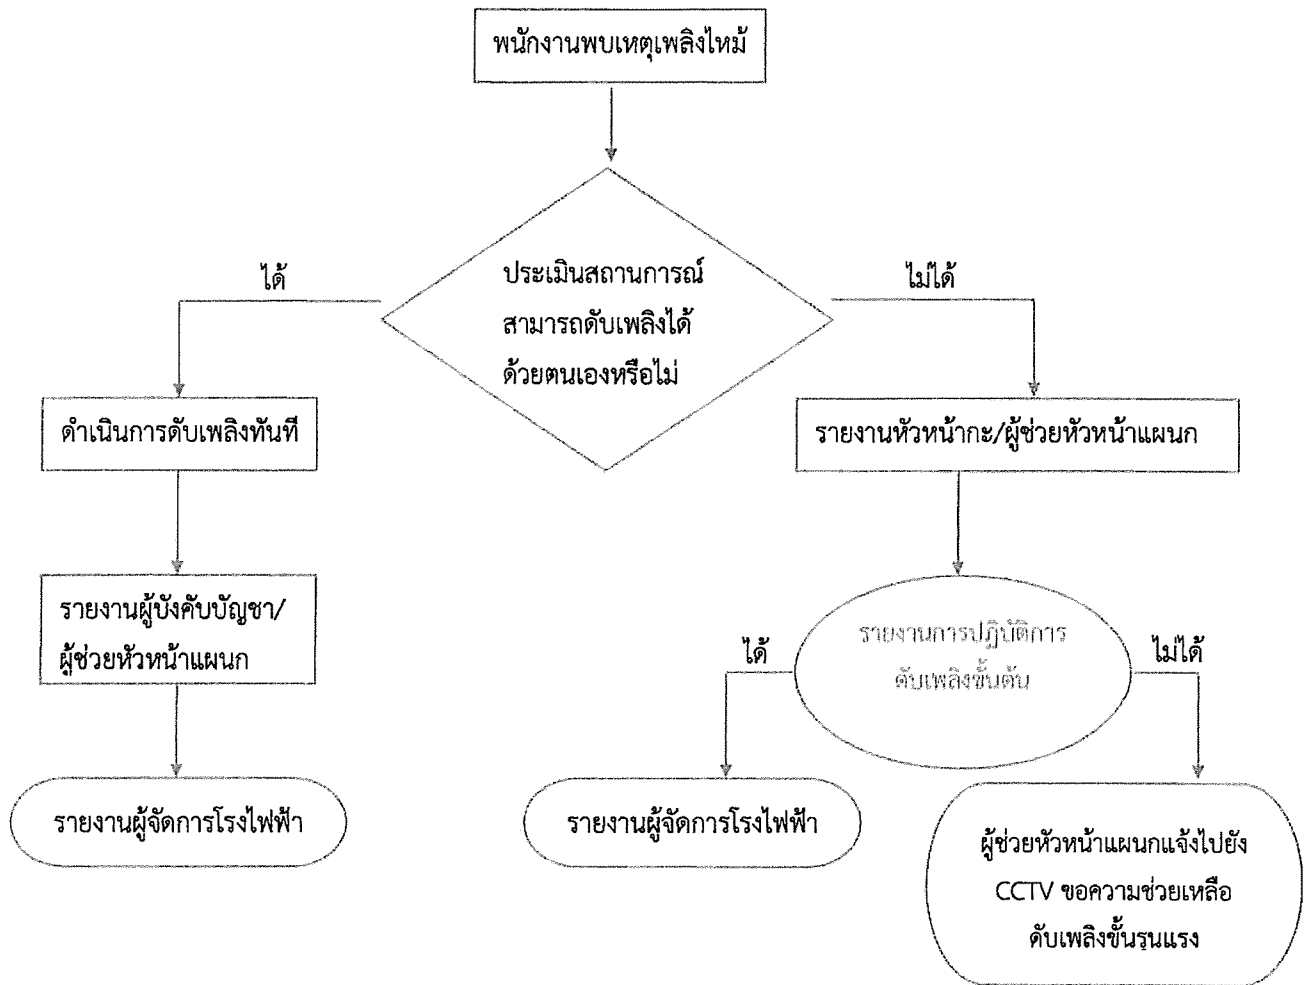 พนักงานพบเหตุเพลิงไหม้
ได้
ไม่ได้
ประเมินสถานการณ์
สามารถดับเพลิงได้
ด้วยตนเองหรือไม่
ดำเนินการดับเพลิงทันที
รายงานหัวหน้ากะ/ผู้ช่วยหัวหน้าแผนก
รายงานผู้บังคับบัญชา/
ผู้ช่วยหัวหน้าแผนก
รายงานการปฏิบัติการ
ดับเพลิงขั้นต้น
ได้
ไม่ได้
รายงานผู้จัดการโรงไฟฟ้า
รายงานผู้จัดการโรงไฟฟ้า
ผู้ช่วยหัวหน้าแผนกแจ้งไปยัง
CCTV ขอความช่วยเหลือ
ดับเพลิงขั้นรุนแรง